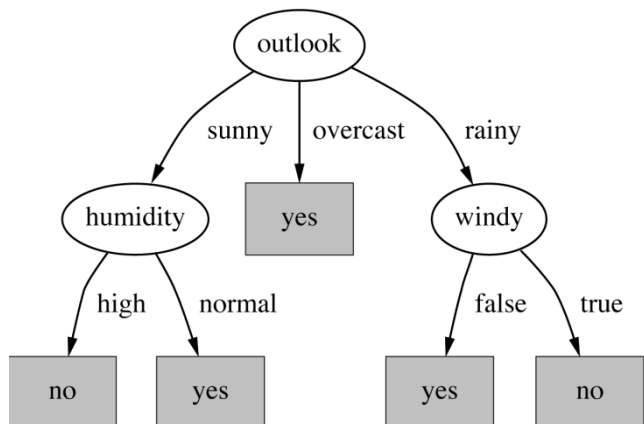 outlook
sunny overcast rainy
humidity yes windy
high normal false true
no yes yes no